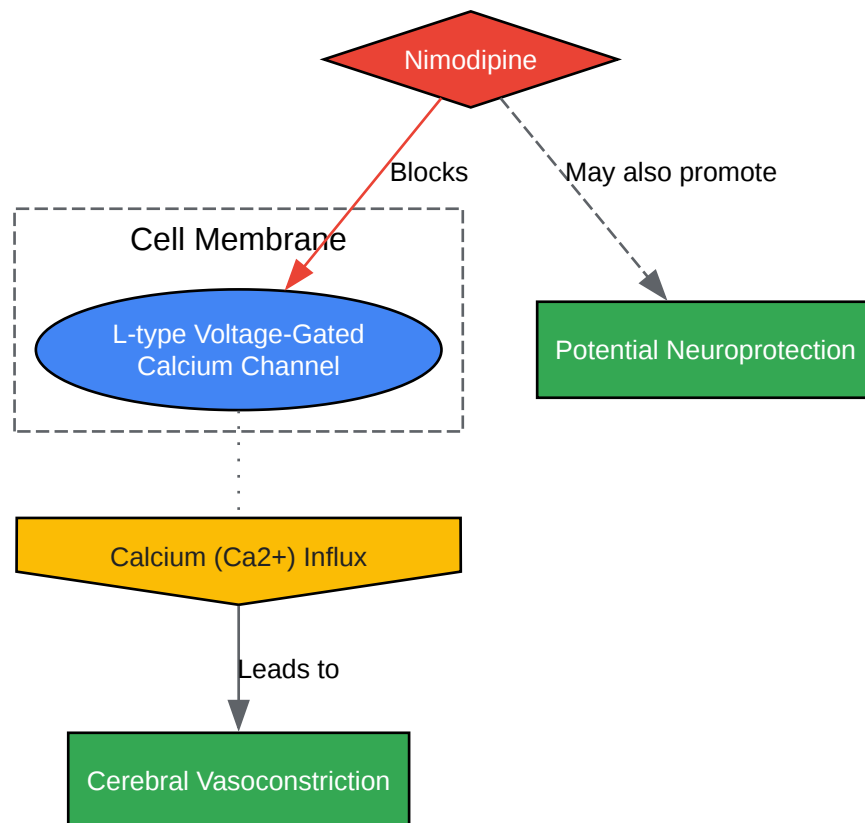 Nimodipine
Blocks
May also promote
Cell Membrane
L-type Voltage-Gated
Calcium Channel
Potential Neuroprotection
Calcium (Ca2+) Influx
Leads to
Cerebral Vasoconstriction